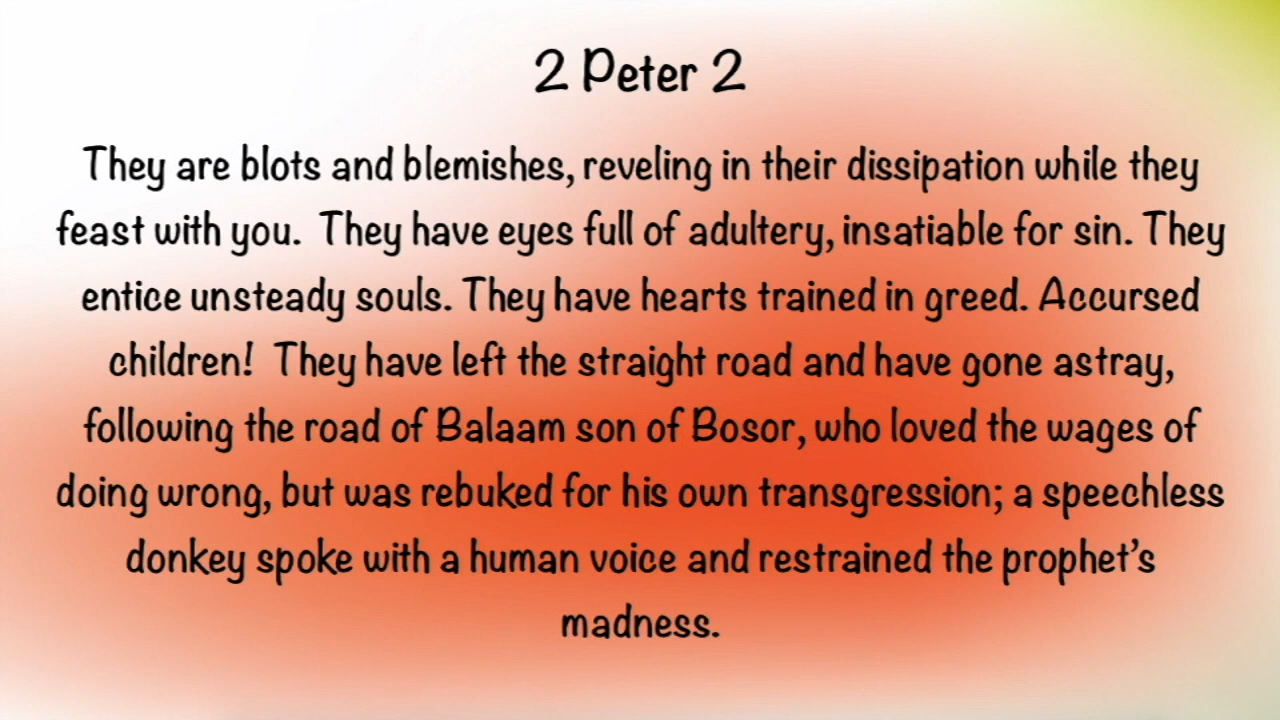 2 Peter 2
They are blots and blemishes, reveling in their dissipation while they
feast with you.  They have eyes full of adultery, insatiable for sin. They
entice unsteady souls. They have hearts trained in greed. Accursed
children!  They have left the straight road and have gone astray,
following the road of Balaam son of Bosor, who loved the wages of
doing wrong, but was rebuked for his own transgression; a speechless
donkey spoke with a human voice and restrained the prophet’s
madness.